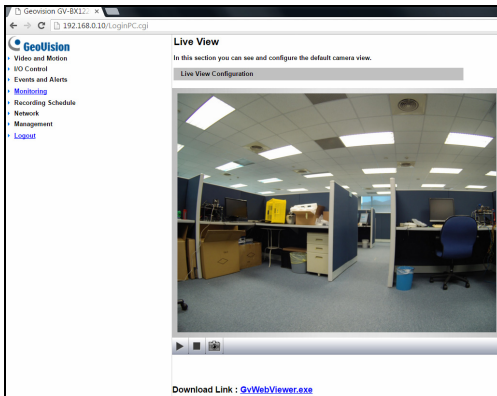 Geovision GV-BX12
192.168.0.10/LoginPC.cgi
GeoVision
Video and Motion
I/O Control
Events and Alerts
Monitoring
Recording Schedule
Network
Management
Logout
Live View
In this section you can see and configure the default camera view.
Live View Configuration
Download Link : GvWebViewer.exe